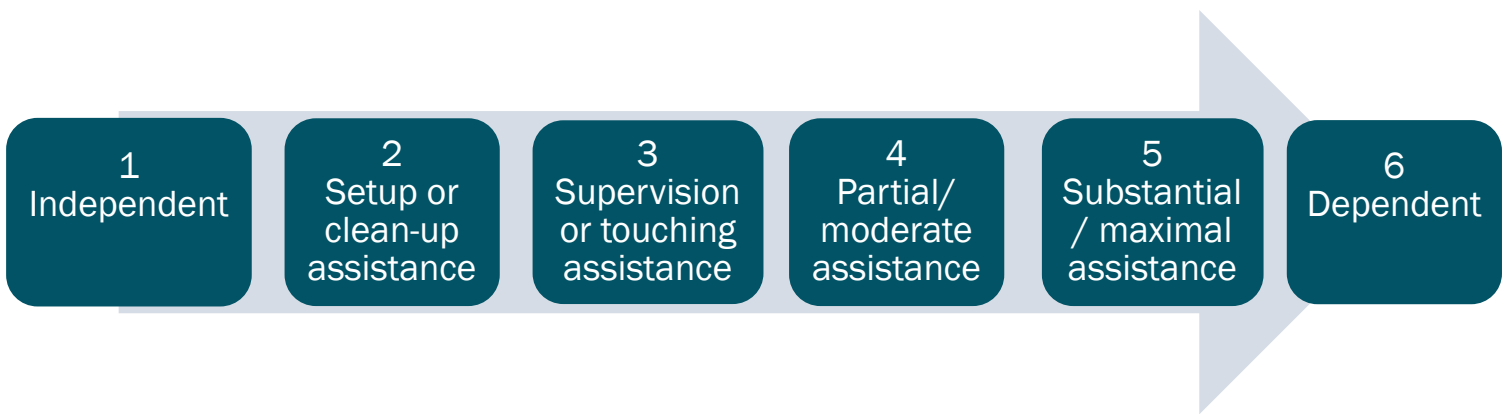 1
Independent
2
Setup or
clean-up
assistance
3
Supervision
or touching
assistance
4
Partial/
moderate
assistance
5
Substantial
/ maximal
assistance
6
Dependent